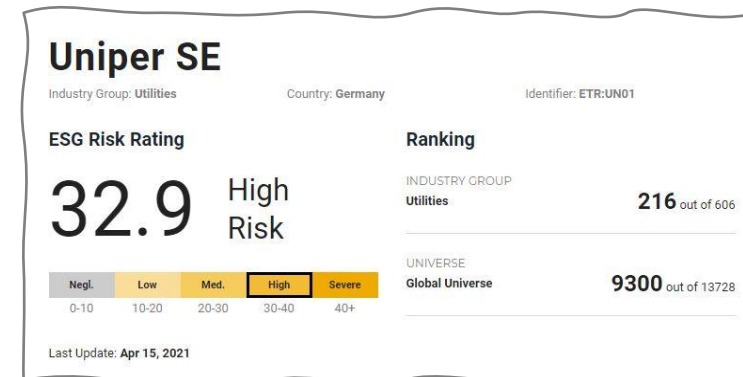 Uniper SE
Industry Group: Utilities Country: Germany Identifier: ETR:UN01
ESG Risk Rating
32.9
High
Risk
Negl. Low Med. High Severe
0-10 10-20 20-30 30-40 40+
Last Update: Apr 15, 2021
Ranking
INDUSTRY GROUP
Utilities 216 out of 606
UNIVERSE
Global Universe 9300 out of 13728